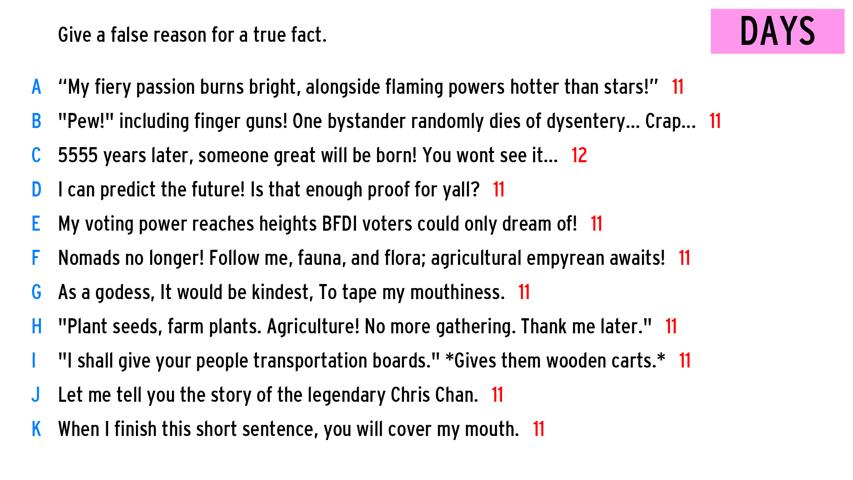 Give a false reason for a true fact.
DAYS
A “My fiery passion burns bright, alongside flaming powers hotter than stars!” 11
B "Pew!" including finger guns! One bystander randomly dies of dysentery... Crap... 11
C 5555 years later, someone great will be born! You wont see it... 12
D I can predict the future! Is that enough proof for yall? 11
E My voting power reaches heights BFDI voters could only dream of! 11
F Nomads no longer! Follow me, fauna, and flora; agricultural empyrean awaits! 11
G As a godess, It would be kindest, To tape my mouthiness. 11
H "Plant seeds, farm plants. Agriculture! No more gathering. Thank me later." 11
I "I shall give your people transportation boards." *Gives them wooden carts.* 11
J Let me tell you the story of the legendary Chris Chan. 11
K When I finish this short sentence, you will cover my mouth. 11